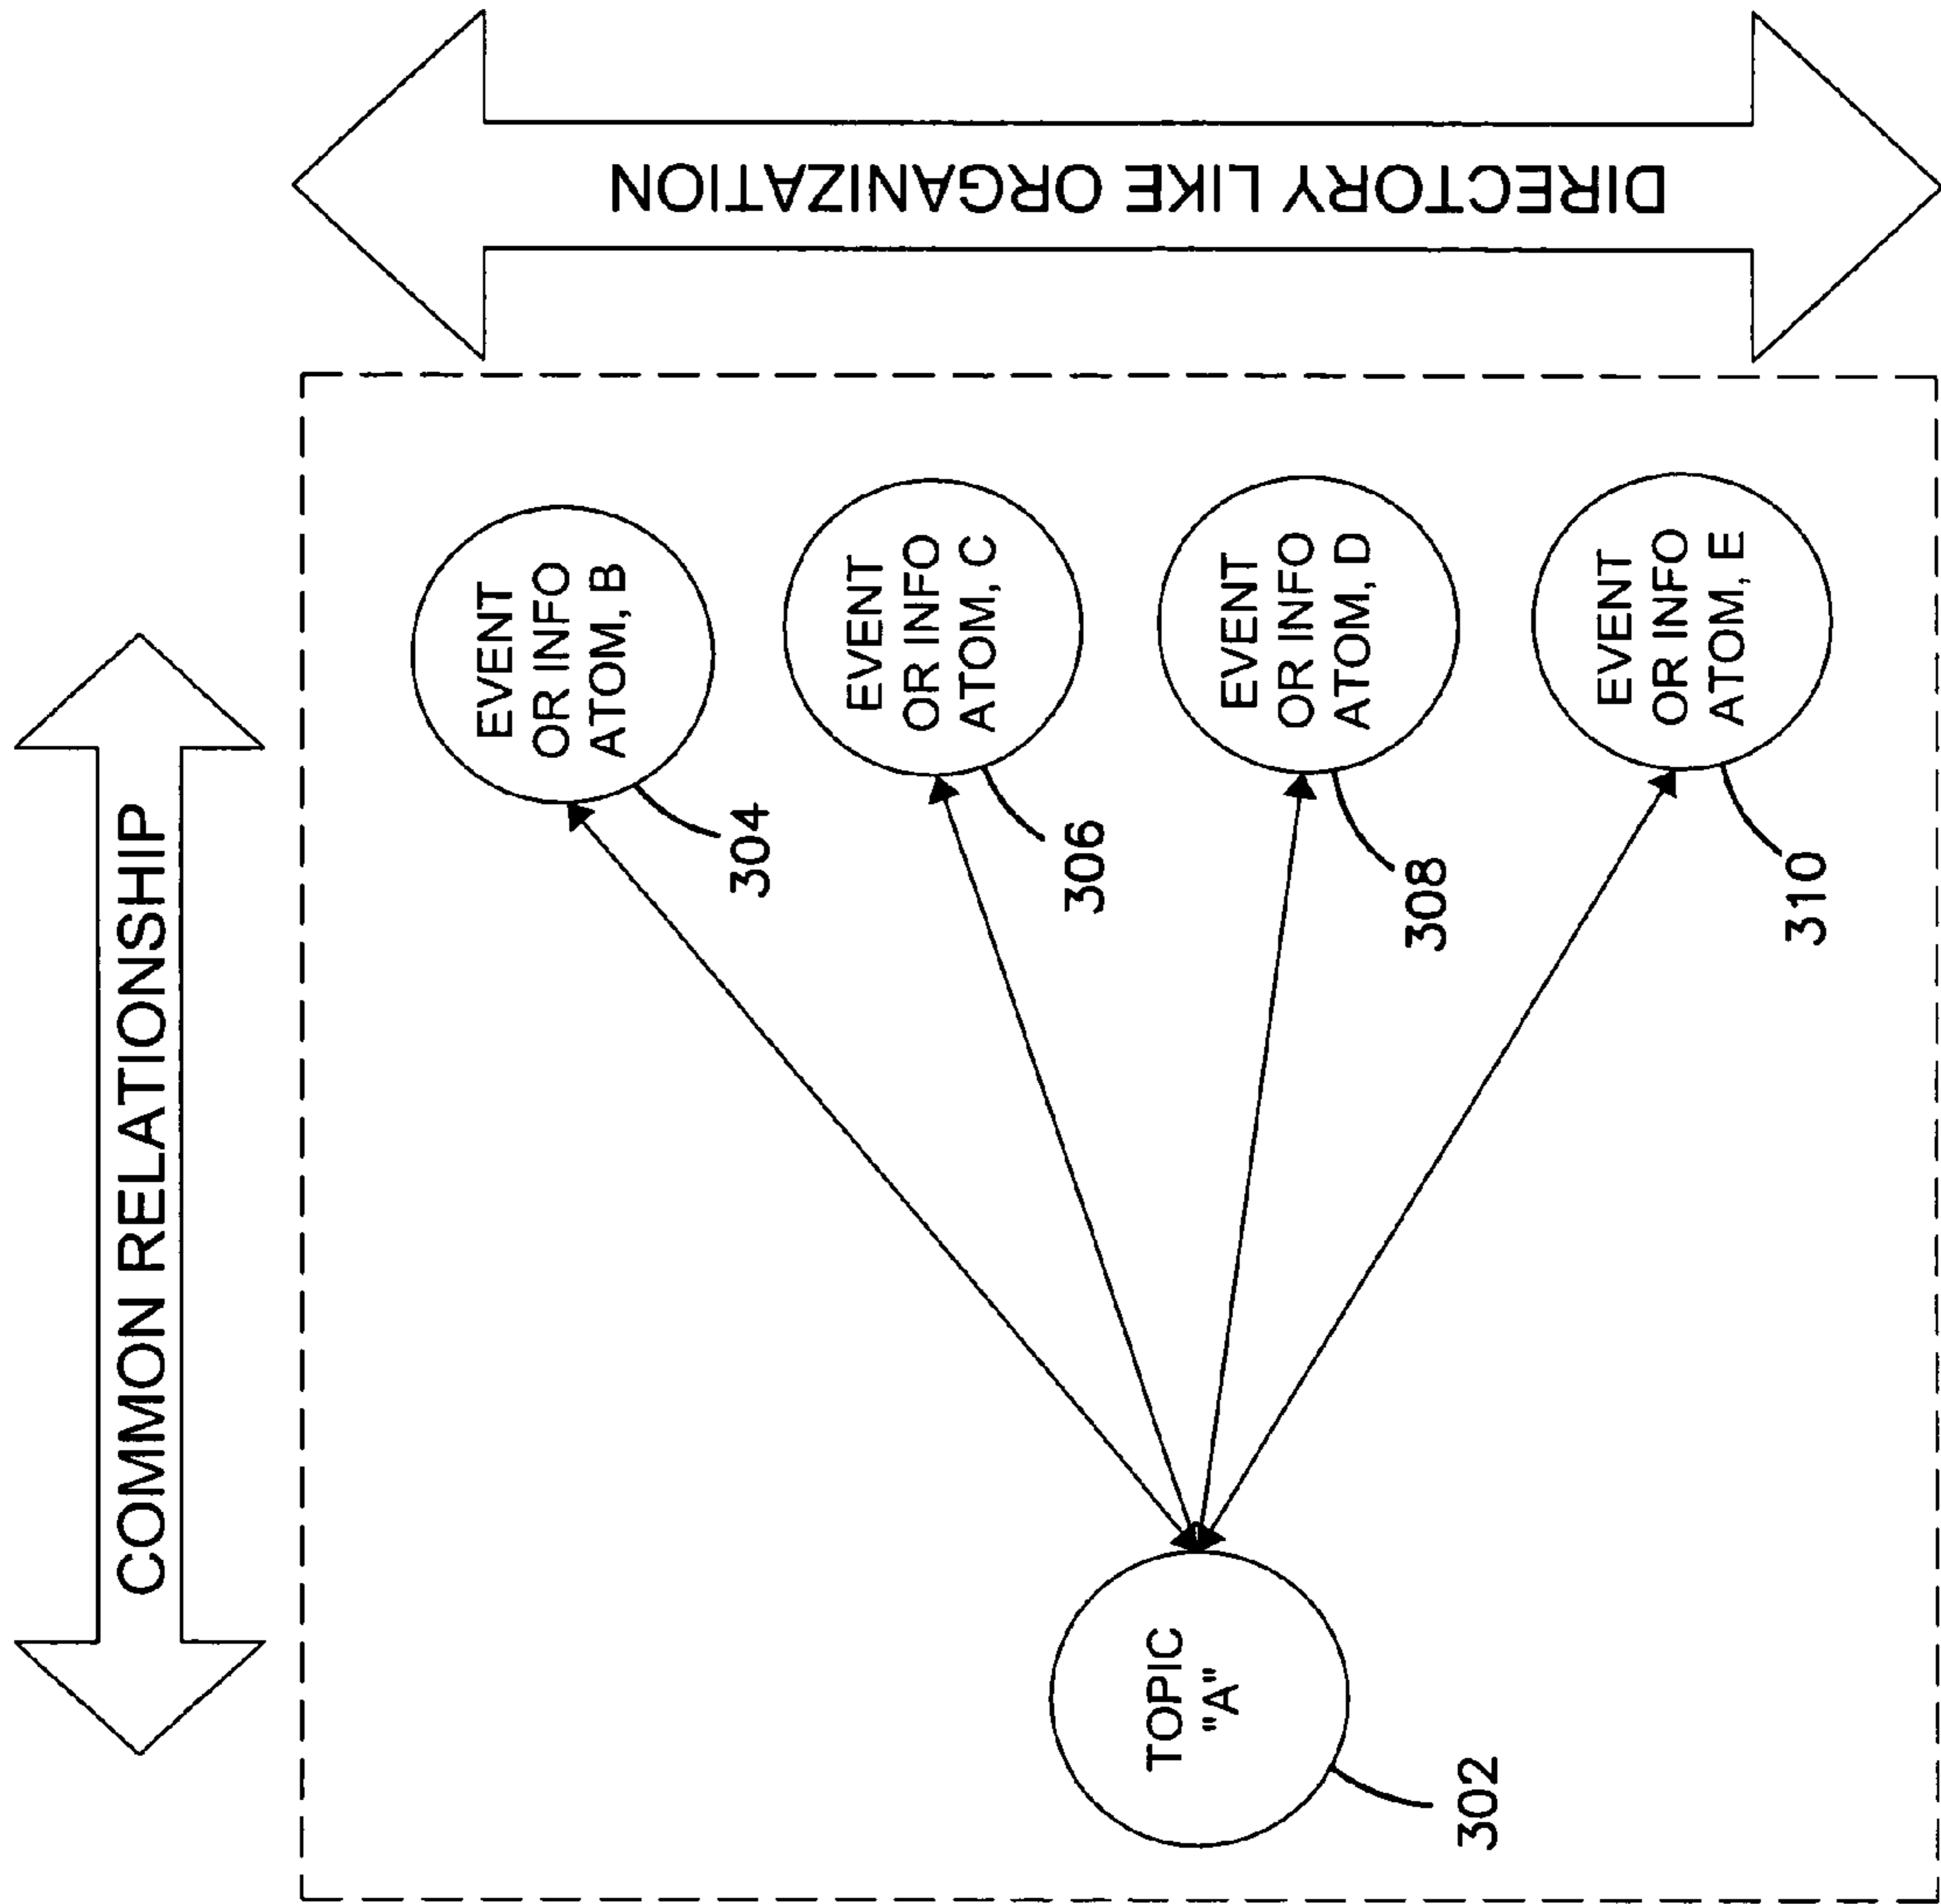 COMMON RELATIONSHIP
DIRECTORY LIKE ORGANIZATION
TOPIC
"A"
302
EVENT
OR INFO
ATOM, B
304
EVENT
OR INFO
ATOM, C
306
EVENT
OR INFO
ATOM, D
308
EVENT
OR INFO
ATOM, E
310